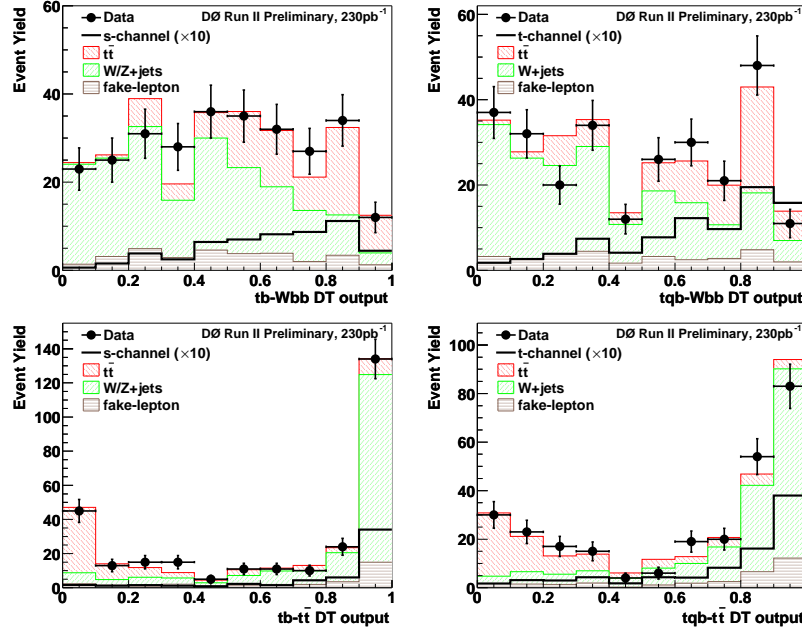 Event Yield
DØ Run II Preliminary, 230pb⁻¹
Data
s-channel (×10)
tt̄
W/Z+jets
fake-lepton
60
40
20
0
0 0.2 0.4 0.6 0.8 1
tb-Wbb DT output
Event Yield
DØ Run II Preliminary, 230pb⁻¹
Data
t-channel (×10)
tt̄
W+jets
fake-lepton
60
40
20
0
0 0.2 0.4 0.6 0.8 1
tqb-Wbb DT output
Event Yield
DØ Run II Preliminary, 230pb⁻¹
Data
s-channel (×10)
tt̄
W/Z+jets
fake-lepton
140
120
100
80
60
40
20
0
0 0.2 0.4 0.6 0.8 1
tb-tt̄ DT output
Event Yield
DØ Run II Preliminary, 230pb⁻¹
Data
t-channel (×10)
tt̄
W+jets
fake-lepton
100
80
60
40
20
0
0 0.2 0.4 0.6 0.8 1
tqb-tt̄ DT output